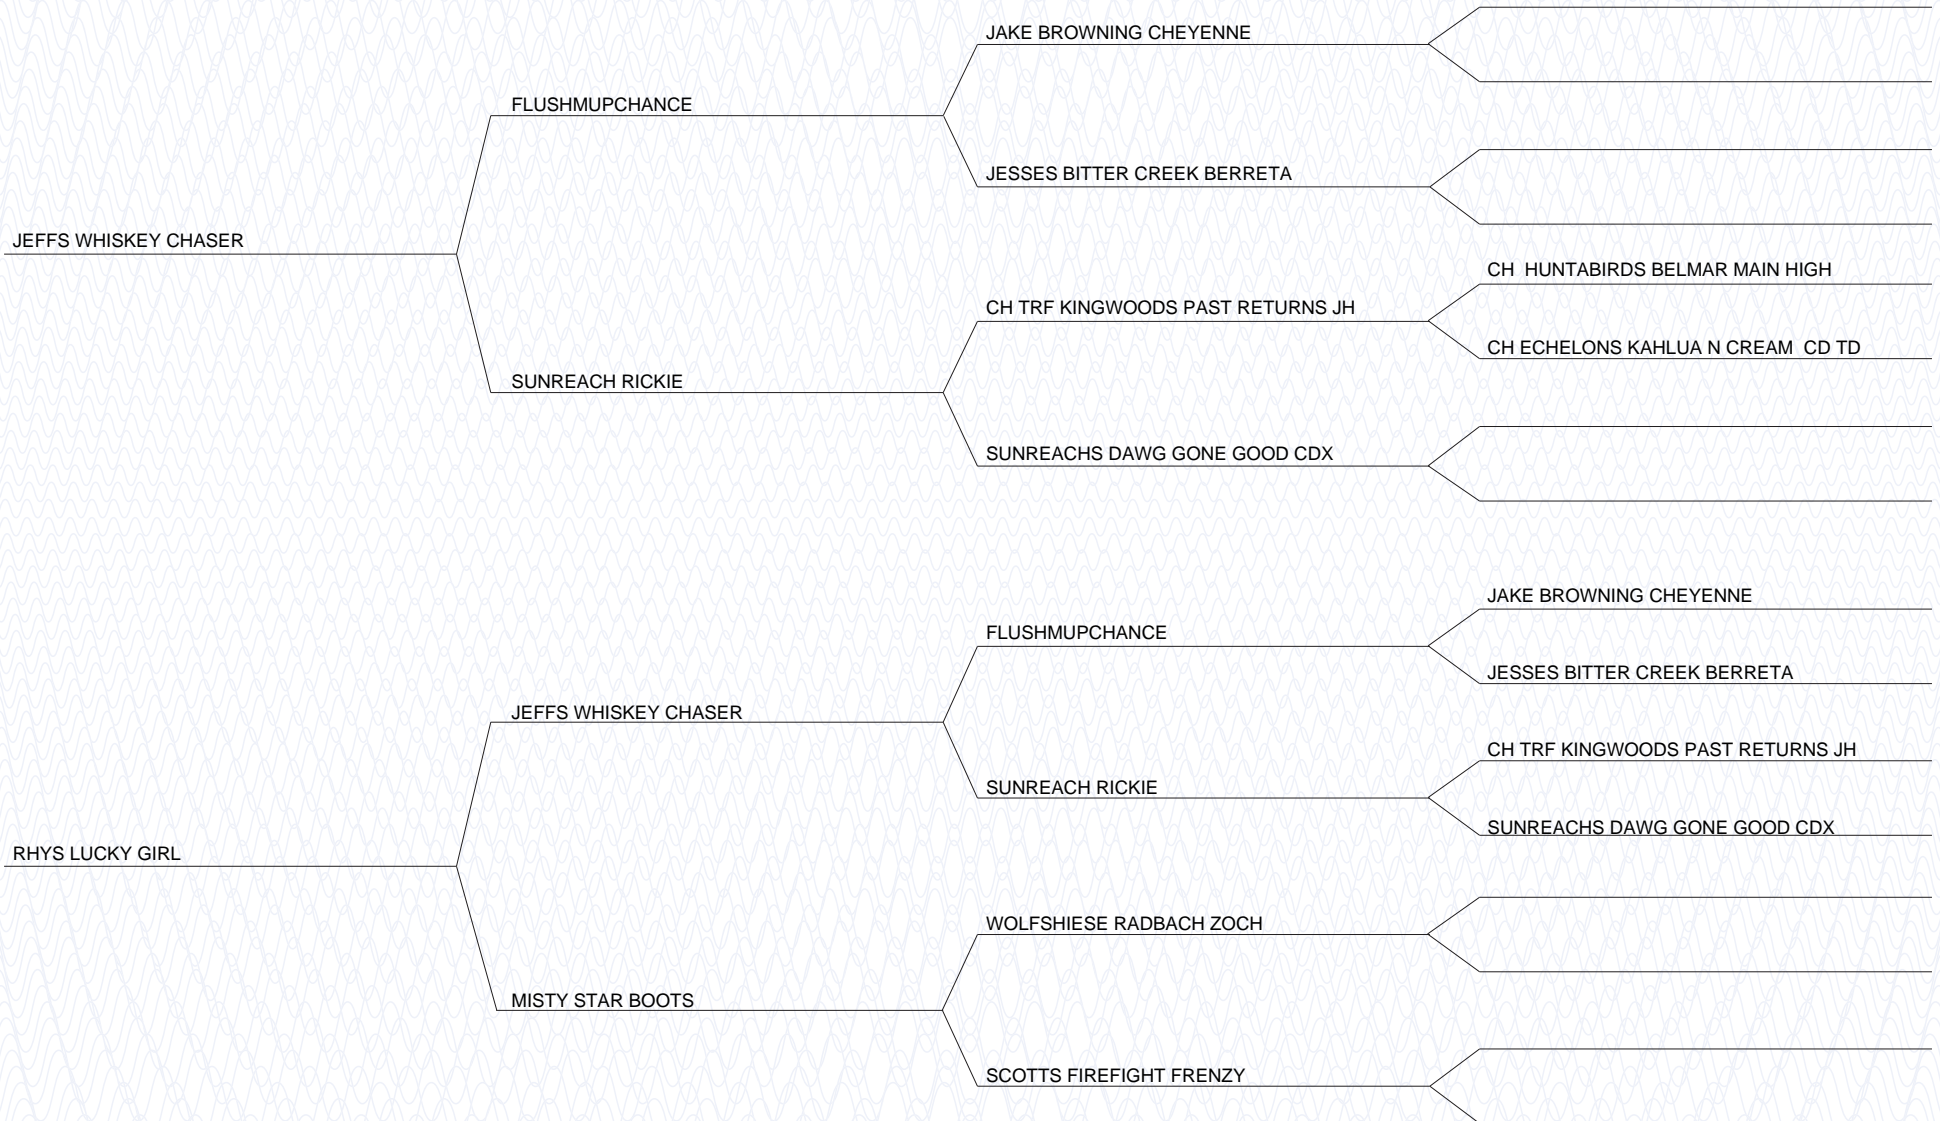 JAKE BROWNING CHEYENNE
FLUSHMUPCHANCE
JESSES BITTER CREEK BERRETA
JEFFS WHISKEY CHASER
CH  HUNTABIRDS BELMAR MAIN HIGH
CH TRF KINGWOODS PAST RETURNS JH
CH ECHELONS KAHLUA N CREAM  CD TD
SUNREACH RICKIE
SUNREACHS DAWG GONE GOOD CDX
JAKE BROWNING CHEYENNE
FLUSHMUPCHANCE
JESSES BITTER CREEK BERRETA
JEFFS WHISKEY CHASER
CH TRF KINGWOODS PAST RETURNS JH
SUNREACH RICKIE
SUNREACHS DAWG GONE GOOD CDX
RHYS LUCKY GIRL
WOLFSHIESE RADBACH ZOCH
MISTY STAR BOOTS
SCOTTS FIREFIGHT FRENZY